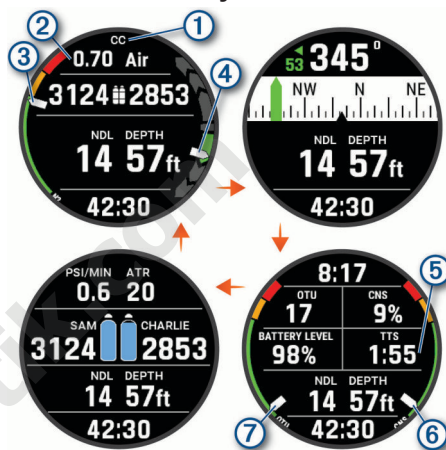 1
2
3
4
CC
0.70 Air
3124 2853
NDL DEPTH
14 57ft
42:30
N2
53 345°
NW N NE
NDL DEPTH
14 57ft
42:30
PSI/MIN ATR
0.6 20
SAM CHARLIE
3124 2853
NDL DEPTH
14 57ft
42:30
5
6
7
8:17
OTU CNS
17 9%
BATTERY LEVEL TTS
98% 1:55
NDL DEPTH
14 57ft
OTU 42:30 CNS